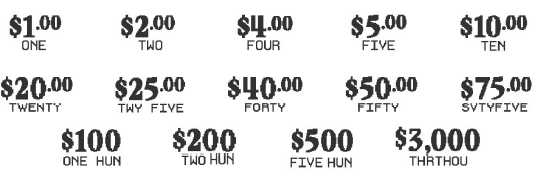 $1.00 $2.00 $4.00 $5.00 $10.00
ONE TWO FOUR FIVE TEN
$20.00 $25.00 $40.00 $50.00 $75.00
TWENTY TWY FIVE FORTY FIFTY SVTYFIVE
$100 $200 $500 $3,000
ONE HUN TWO HUN FIVE HUN THRTHOU